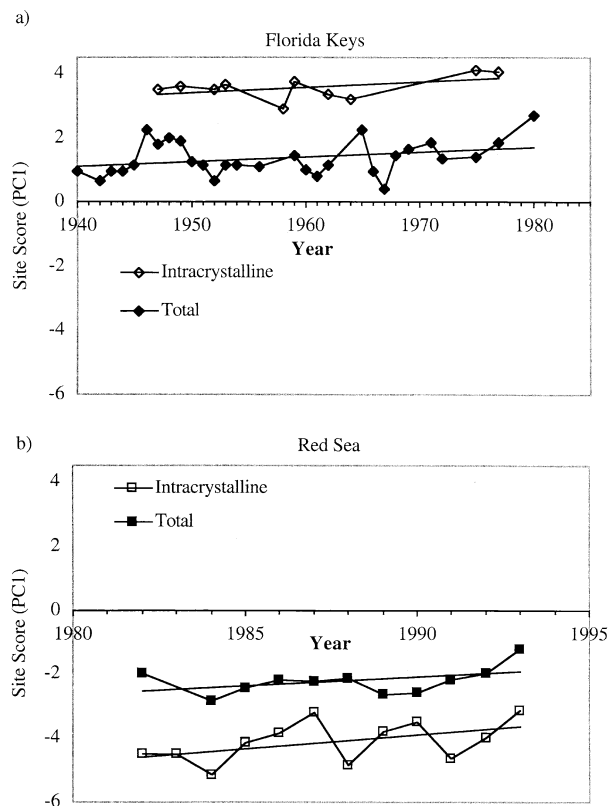 a)
Florida Keys
4
2
0
1940 1950 1960 1970 1980
Year
-2
-4
-6
Site Score (PC1)
Intracrystalline
Total
b)
Red Sea
4
2
0
1980 1985 1990 1995
Year
-2
-4
-6
Site Score (PC1)
Intracrystalline
Total